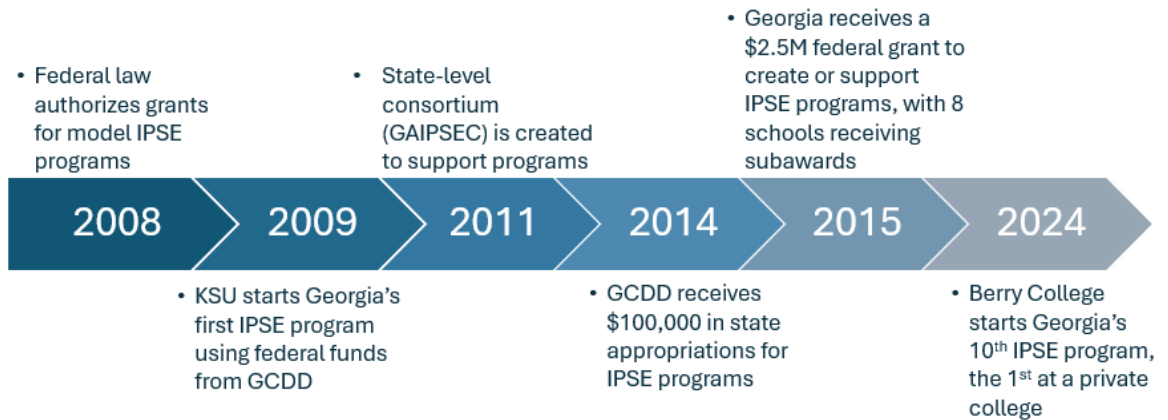 • Federal law
authorizes grants
for model IPSE
programs
• State-level
consortium
(GAIPSEC) is created
to support programs
• Georgia receives a
$2.5M federal grant to
create or support
IPSE programs, with 8
schools receiving
subawards
2008
2009
2011
2014
2015
2024
• KSU starts Georgia's
first IPSE program
using federal funds
from GCDD
• GCDD receives
$100,000 in state
appropriations for
IPSE programs
• Berry College
starts Georgia's
10th IPSE program,
the 1st at a private
college